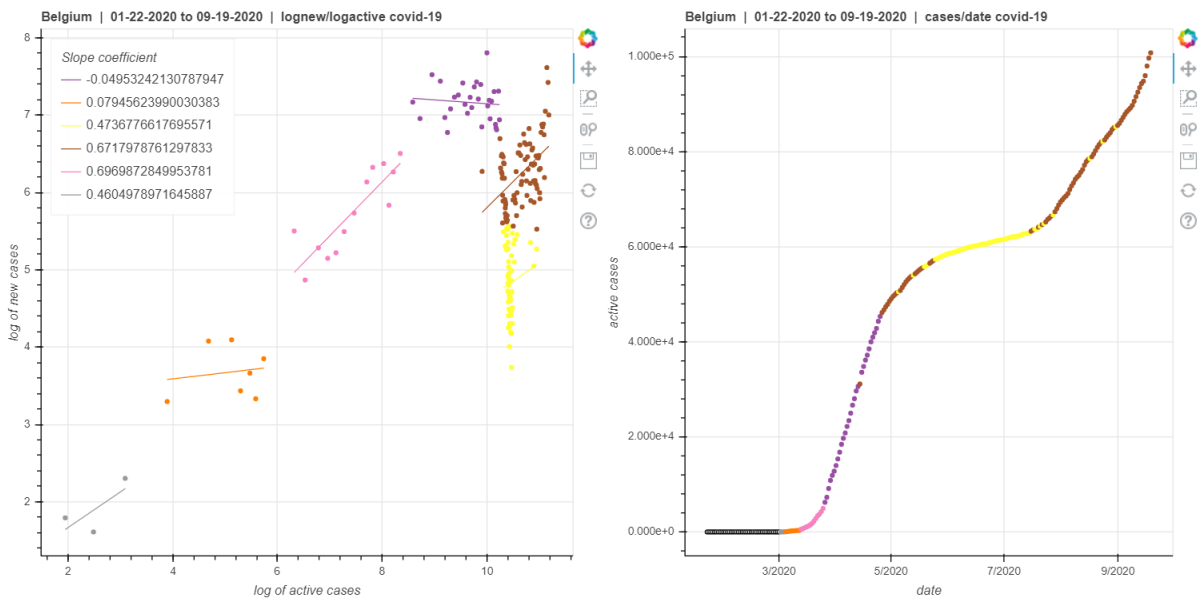 Belgium | 01-22-2020 to 09-19-2020 | lognew/logactive covid-19
Slope coefficient
-0.04953242130787947
0.07945623990030383
0.4736776617695571
0.6717978761297833
0.6969872849953781
0.4604978971645887
8
7
6
5
4
3
2
log of new cases
2
4
6
8
10
log of active cases
Belgium | 01-22-2020 to 09-19-2020 | cases/date covid-19
1.000e+5
8.000e+4
6.000e+4
4.000e+4
2.000e+4
0.000e+0
active cases
3/2020
5/2020
7/2020
9/2020
date